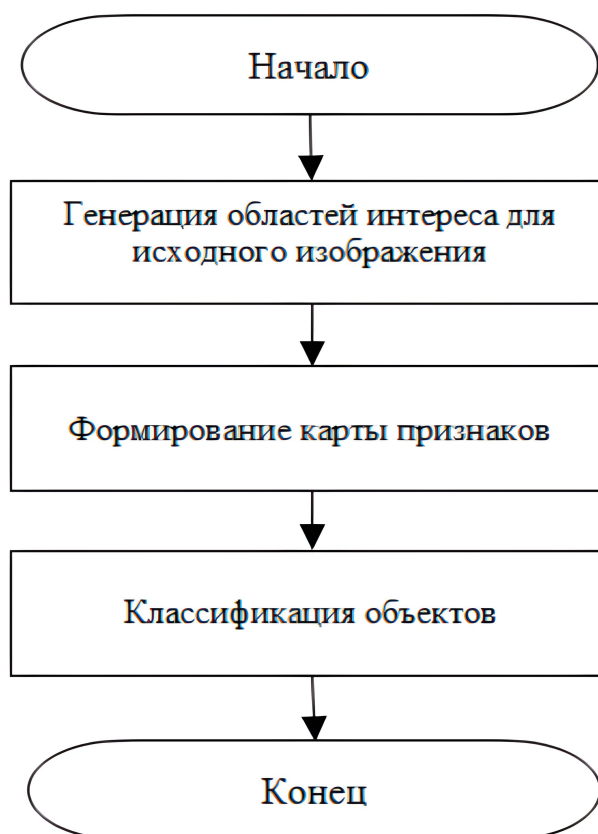 Начало
Генерация областей интереса для
исходного изображения
Формирование карты признаков
Классификация объектов
Конец